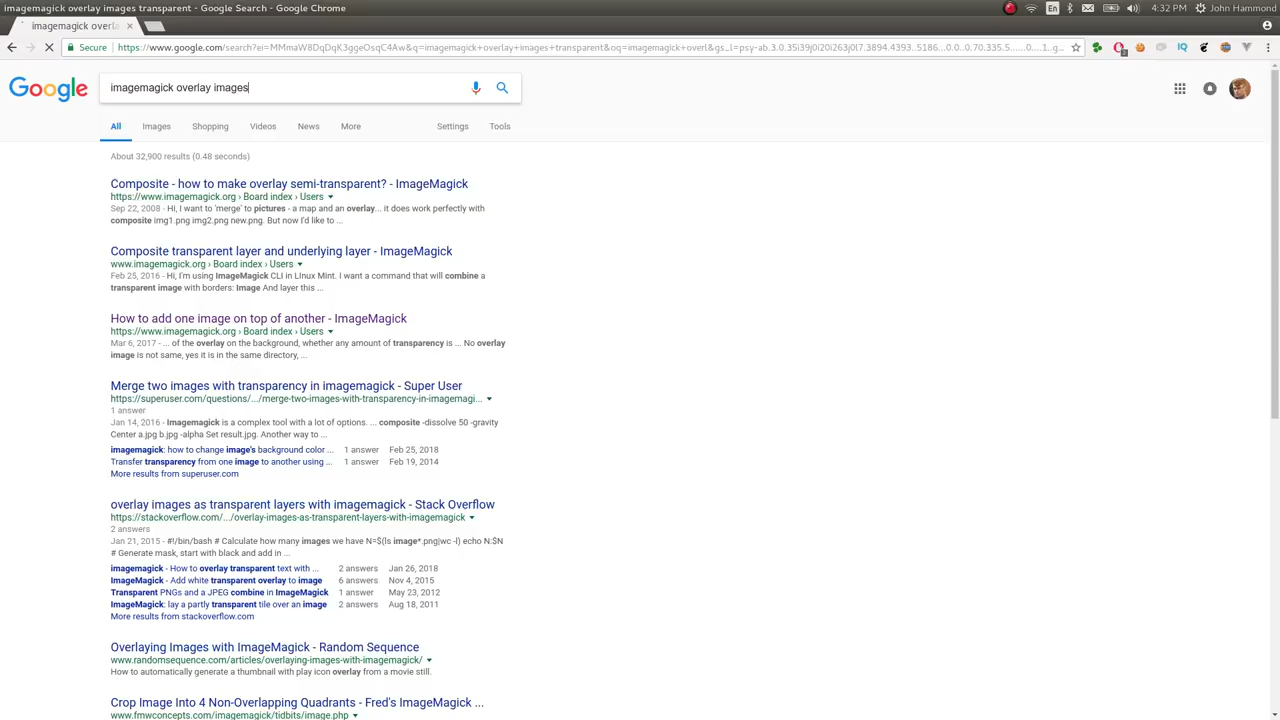 imagemagick overlay images transparent - Google Search - Google Chrome
En
4:32 PM
John Hammond
imagemagick overlay i
Secure
https://www.google.com/search?ei=MMmaW8DqDqK3ggeOsqC4Aw&q=imagemagick+overlay+images+transparent&oq=imagemagick+overl&gs_l=psy-ab.3.0.35i39j0i20i263j0l7.3894.4393..5186...0.0..0.70.335.5......0....1..g...
Google
imagemagick overlay images
All
Images
Shopping
Videos
News
More
Settings
Tools
About 32,900 results (0.48 seconds)
Composite - how to make overlay semi-transparent? - ImageMagick
https://www.imagemagick.org › Board index › Users
Sep 22, 2008 - Hi, I want to 'merge' to pictures - a map and an overlay... it does work perfectly with
composite img1.png img2.png new.png. But now I'd like to ...
Composite transparent layer and underlying layer - ImageMagick
www.imagemagick.org › Board index › Users
Feb 25, 2016 - Hi, I'm using ImageMagick CLI in LInux Mint. I want a command that will combine a
transparent image with borders: Image And layer this ...
How to add one image on top of another - ImageMagick
https://www.imagemagick.org › Board index › Users
Mar 6, 2017 - ... of the overlay on the background, whether any amount of transparency is ... No overlay
image is not same, yes it is in the same directory, ...
Merge two images with transparency in imagemagick - Super User
https://superuser.com/questions/.../merge-two-images-with-transparency-in-imagemagi...
1 answer
Jan 14, 2016 - Imagemagick is a complex tool with a lot of options. ... composite -dissolve 50 -gravity
Center a.jpg b.jpg -alpha Set result.jpg. Another way to ...
imagemagick: how to change image's background color ... 1 answer Feb 25, 2018
Transfer transparency from one image to another using ... 1 answer Feb 19, 2014
More results from superuser.com
overlay images as transparent layers with imagemagick - Stack Overflow
https://stackoverflow.com/.../overlay-images-as-transparent-layers-with-imagemagick
2 answers
Jan 21, 2015 - #!/bin/bash # Calculate how many images we have N=$(ls image*.png|wc -l) echo N:$N
# Generate mask, start with black and add in ...
imagemagick - How to overlay transparent text with ... 2 answers Jan 26, 2018
ImageMagick - Add white transparent overlay to image 6 answers Nov 4, 2015
Transparent PNGs and a JPEG combine in ImageMagick 1 answer May 23, 2012
ImageMagick: lay a partly transparent tile over an image 2 answers Aug 18, 2011
More results from stackoverflow.com
Overlaying Images with ImageMagick - Random Sequence
www.randomsequence.com/articles/overlaying-images-with-imagemagick/
How to automatically generate a thumbnail with play icon overlay from a movie still.
Crop Image Into 4 Non-Overlapping Quadrants - Fred's ImageMagick ...
www.fmwconcepts.com/imagemagick/tidbits/image.php